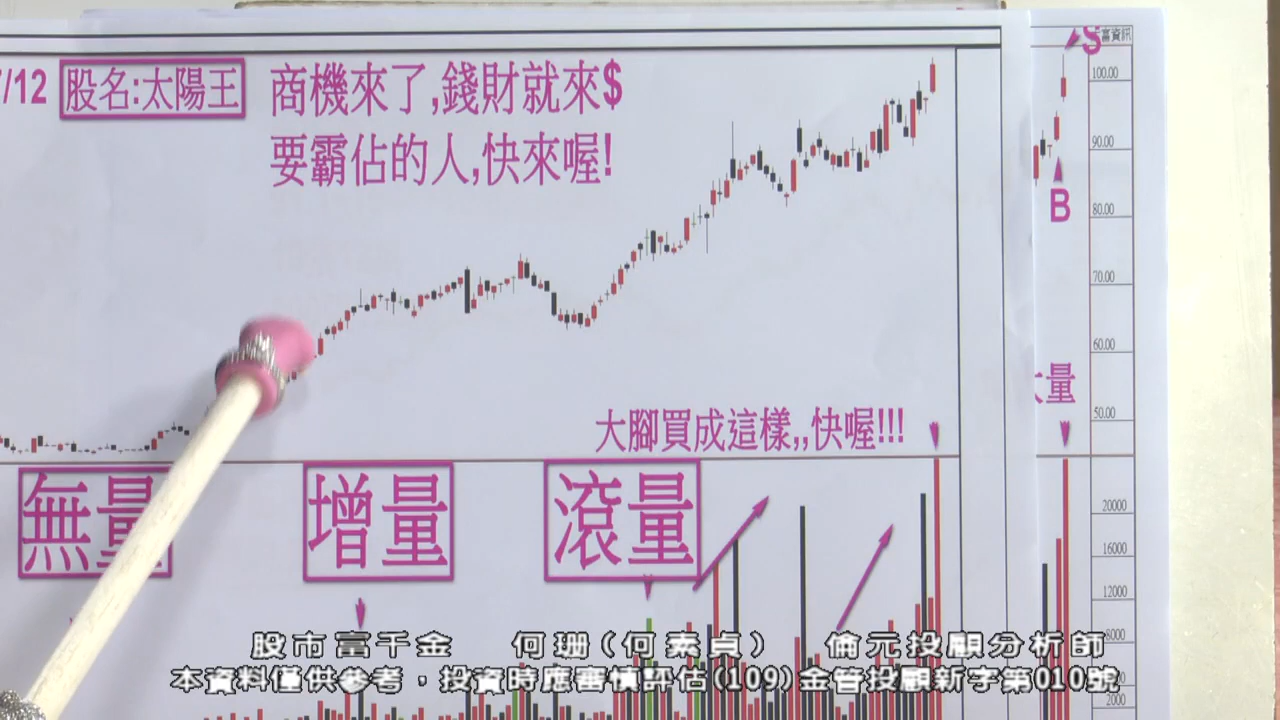 /12 股名:太陽王
商機來了,錢財就來$
要霸佔的人,快來喔!
S
富資訊
100.00
90.00
B
80.00
70.00
60.00
大量
50.00
大腳買成這樣,,快喔!!!
無量 增量 滾量
20000
16000
12000
8000
2000
股市富千金 何珊(何素貞) 倫元投顧分析師
本資料僅供參考，投資時應審慎評估(109)金管投顧新字第010號